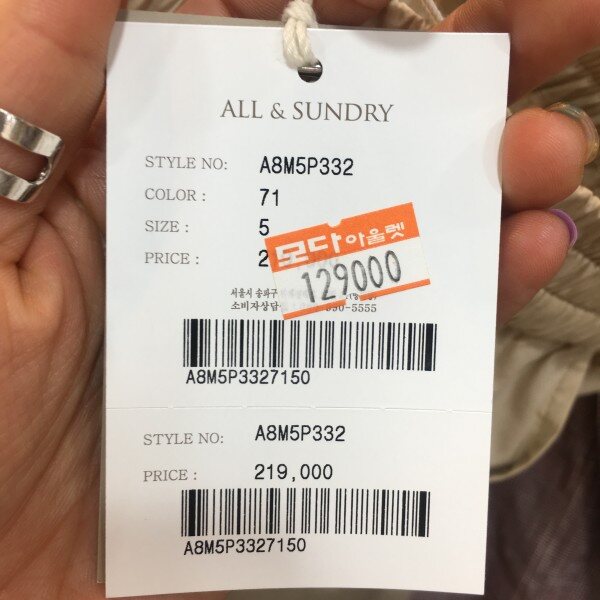 ALL & SUNDRY
STYLE NO: A8M5P332
COLOR : 71
SIZE : 5
PRICE : 2
모다아울렛
129000
서울시 송파구
소비자상담 -5555
A8M5P3327150
STYLE NO: A8M5P332
PRICE : 219,000
A8M5P3327150